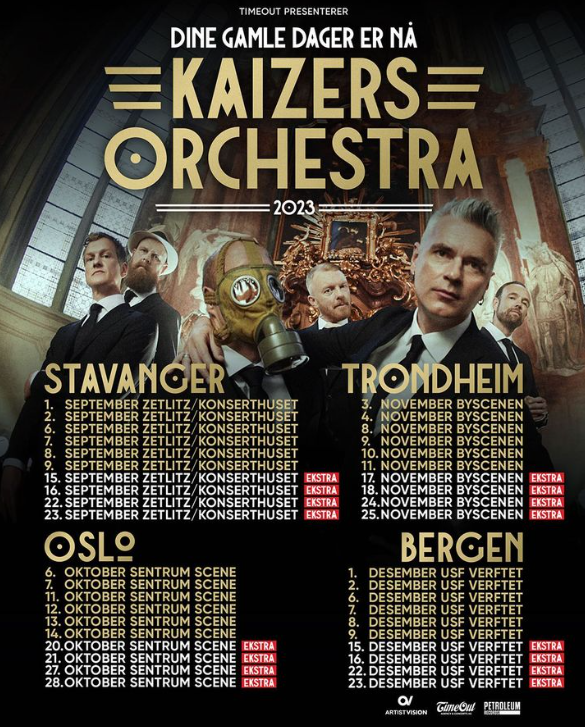 TIMEOUT PRESENTERER
DINE GAMLE DAGER ER NÅ
KAIZERS
ORCHESTRA
2023
STAVANGER
1. SEPTEMBER ZETLITZ/KONSERTHUSET
2. SEPTEMBER ZETLITZ/KONSERTHUSET
6. SEPTEMBER ZETLITZ/KONSERTHUSET
7. SEPTEMBER ZETLITZ/KONSERTHUSET
8. SEPTEMBER ZETLITZ/KONSERTHUSET
9. SEPTEMBER ZETLITZ/KONSERTHUSET
15. SEPTEMBER ZETLITZ/KONSERTHUSET EKSTRA
16. SEPTEMBER ZETLITZ/KONSERTHUSET EKSTRA
22. SEPTEMBER ZETLITZ/KONSERTHUSET EKSTRA
23. SEPTEMBER ZETLITZ/KONSERTHUSET EKSTRA
TRONDHEIM
3. NOVEMBER BYSCENEN
4. NOVEMBER BYSCENEN
8. NOVEMBER BYSCENEN
9. NOVEMBER BYSCENEN
10. NOVEMBER BYSCENEN
11. NOVEMBER BYSCENEN
17. NOVEMBER BYSCENEN EKSTRA
18. NOVEMBER BYSCENEN EKSTRA
24. NOVEMBER BYSCENEN EKSTRA
25. NOVEMBER BYSCENEN EKSTRA
OSLO
6. OKTOBER SENTRUM SCENE
7. OKTOBER SENTRUM SCENE
11. OKTOBER SENTRUM SCENE
12. OKTOBER SENTRUM SCENE
13. OKTOBER SENTRUM SCENE
14. OKTOBER SENTRUM SCENE
20. OKTOBER SENTRUM SCENE EKSTRA
21. OKTOBER SENTRUM SCENE EKSTRA
27. OKTOBER SENTRUM SCENE EKSTRA
28. OKTOBER SENTRUM SCENE EKSTRA
BERGEN
1. DESEMBER USF VERFTET
2. DESEMBER USF VERFTET
6. DESEMBER USF VERFTET
7. DESEMBER USF VERFTET
8. DESEMBER USF VERFTET
9. DESEMBER USF VERFTET
15. DESEMBER USF VERFTET EKSTRA
16. DESEMBER USF VERFTET EKSTRA
22. DESEMBER USF VERFTET EKSTRA
23. DESEMBER USF VERFTET EKSTRA
ARTISTVISION
TimeOut
PETROLEUM